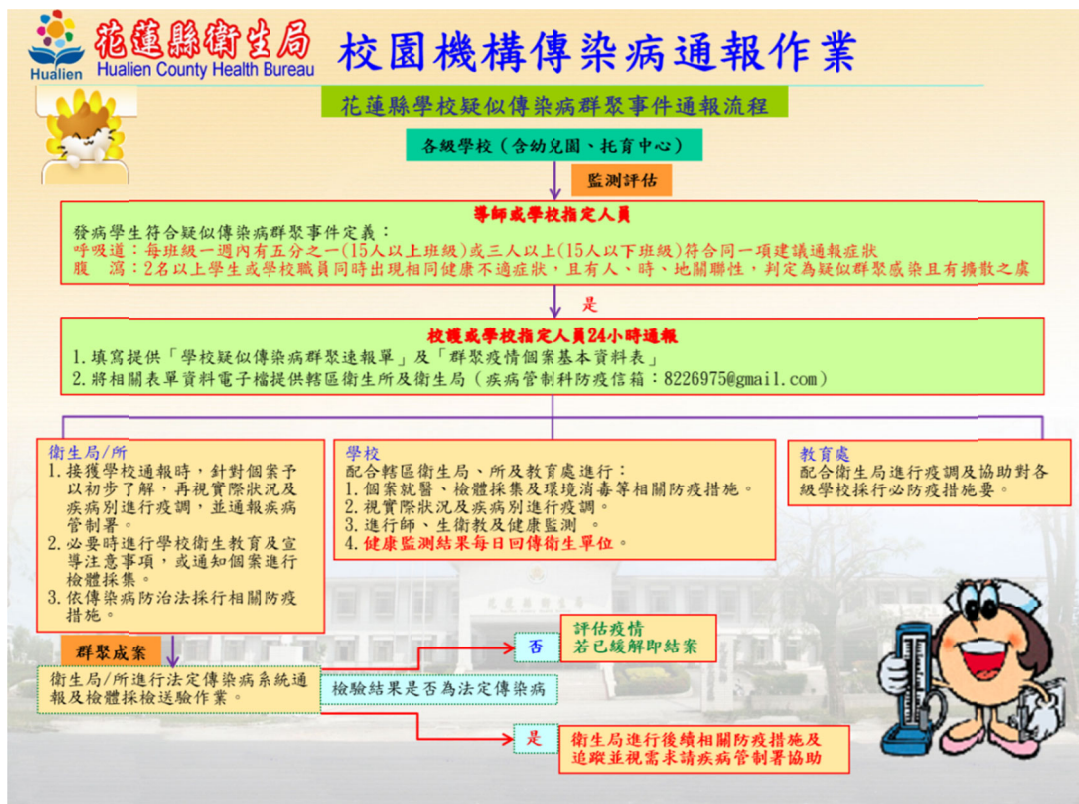 花蓮縣衛生局
Hualien County Health Bureau
Hualien
校園機構傳染病通報作業
花蓮縣學校疑似傳染病群聚事件通報流程
各級學校（含幼兒園、托育中心）
監測評估
導師或學校指定人員
發病學生符合疑似傳染病群聚事件定義：
呼吸道：每班級一週內有五分之一(15人以上班級)或三人以上(15人以下班級)符合同一項建議通報症狀
腹　瀉：2名以上學生或學校職員同時出現相同健康不適症狀，且有人、時、地關聯性，判定為疑似群聚感染且有擴散之虞
是
校護或學校指定人員24小時通報
1.填寫提供「學校疑似傳染病群聚速報單」及「群聚疫情個案基本資料表」
2.將相關表單資料電子檔提供轄區衛生所及衛生局（疾病管制科防疫信箱：8226975@gmail.com）
衛生局/所
1.接獲學校通報時，針對個案予
以初步了解，再視實際狀況及
疾病別進行疫調，並通報疾病
管制署。
2.必要時進行學校衛生教育及宣
導注意事項，或通知個案進行
檢體採集。
3.依傳染病防治法採行相關防疫
措施。
學校
配合轄區衛生局、所及教育處進行：
1.個案就醫、檢體採集及環境消毒等相關防疫措施。
2.視實際狀況及疾病別進行疫調。
3.進行師、生衛教及健康監測 。
4.健康監測結果每日回傳衛生單位。
教育處
配合衛生局進行疫調及協助對各
級學校採行必防疫措施要。
花蓮縣衛生局
群聚成案
衛生局/所進行法定傳染病系統通
報及檢體採檢送驗作業。
檢驗結果是否為法定傳染病
否
評估疫情
若已緩解即結案
是
衛生局進行後續相關防疫措施及
追蹤並視需求請疾病管制署協助